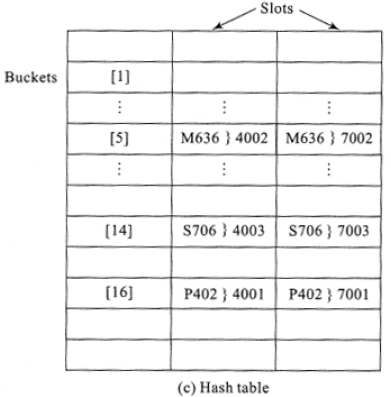 Slots
Buckets
[1]
⋮ ⋮ ⋮
[5] M636 } 4002 M636 } 7002
⋮ ⋮ ⋮
[14] S706 } 4003 S706 } 7003
[16] P402 } 4001 P402 } 7001
(c) Hash table